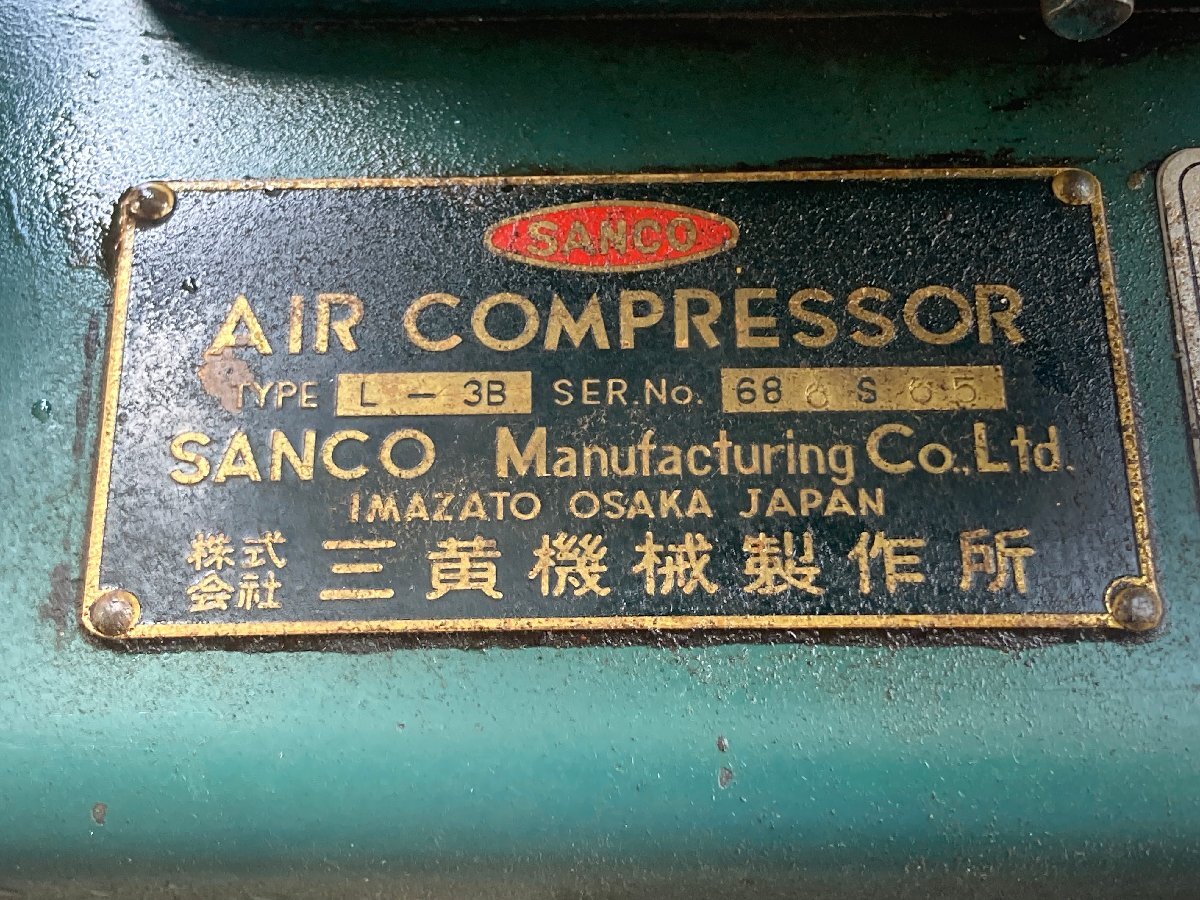 SANCO
AIR COMPRESSOR
TYPE L - 3B SER.No. 68 6 S 65
SANCO Manufacturing Co.,Ltd.
IMAZATO OSAKA JAPAN
株式会社 三黄機械製作所